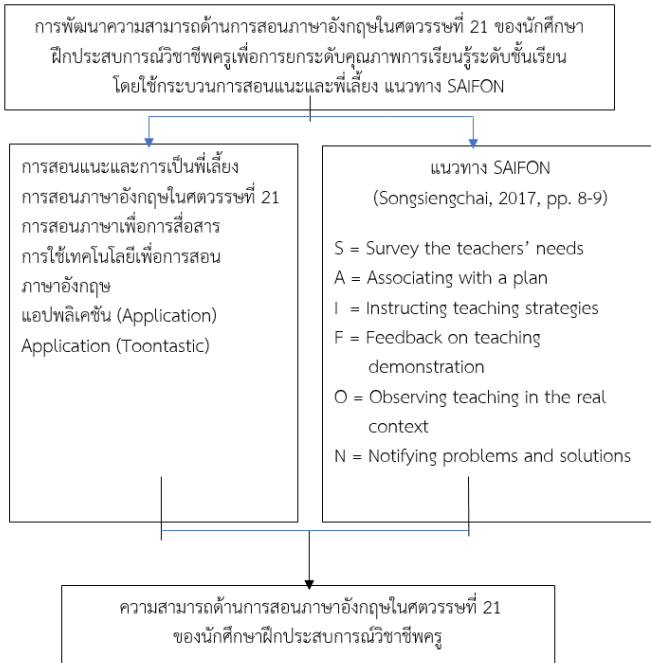 การพัฒนาความสามารถด้านการสอนภาษาอังกฤษในศตวรรษที่ 21 ของนักศึกษา
ฝึกประสบการณ์วิชาชีพครูเพื่อการยกระดับคุณภาพการเรียนรู้ระดับชั้นเรียน
โดยใช้กระบวนการสอนแนะและพี่เลี้ยง แนวทาง SAIFON
การสอนแนะและการเป็นพี่เลี้ยง
การสอนภาษาอังกฤษในศตวรรษที่ 21
การสอนภาษาเพื่อการสื่อสาร
การใช้เทคโนโลยีเพื่อการสอน
ภาษาอังกฤษ
แอปพลิเคชัน (Application)
Application (Toontastic)
แนวทาง SAIFON
(Songsiengchai, 2017, pp. 8-9)
S = Survey the teachers’ needs
A = Associating with a plan
I = Instructing teaching strategies
F = Feedback on teaching
demonstration
O = Observing teaching in the real
context
N = Notifying problems and solutions
ความสามารถด้านการสอนภาษาอังกฤษในศตวรรษที่ 21
ของนักศึกษาฝึกประสบการณ์วิชาชีพครู